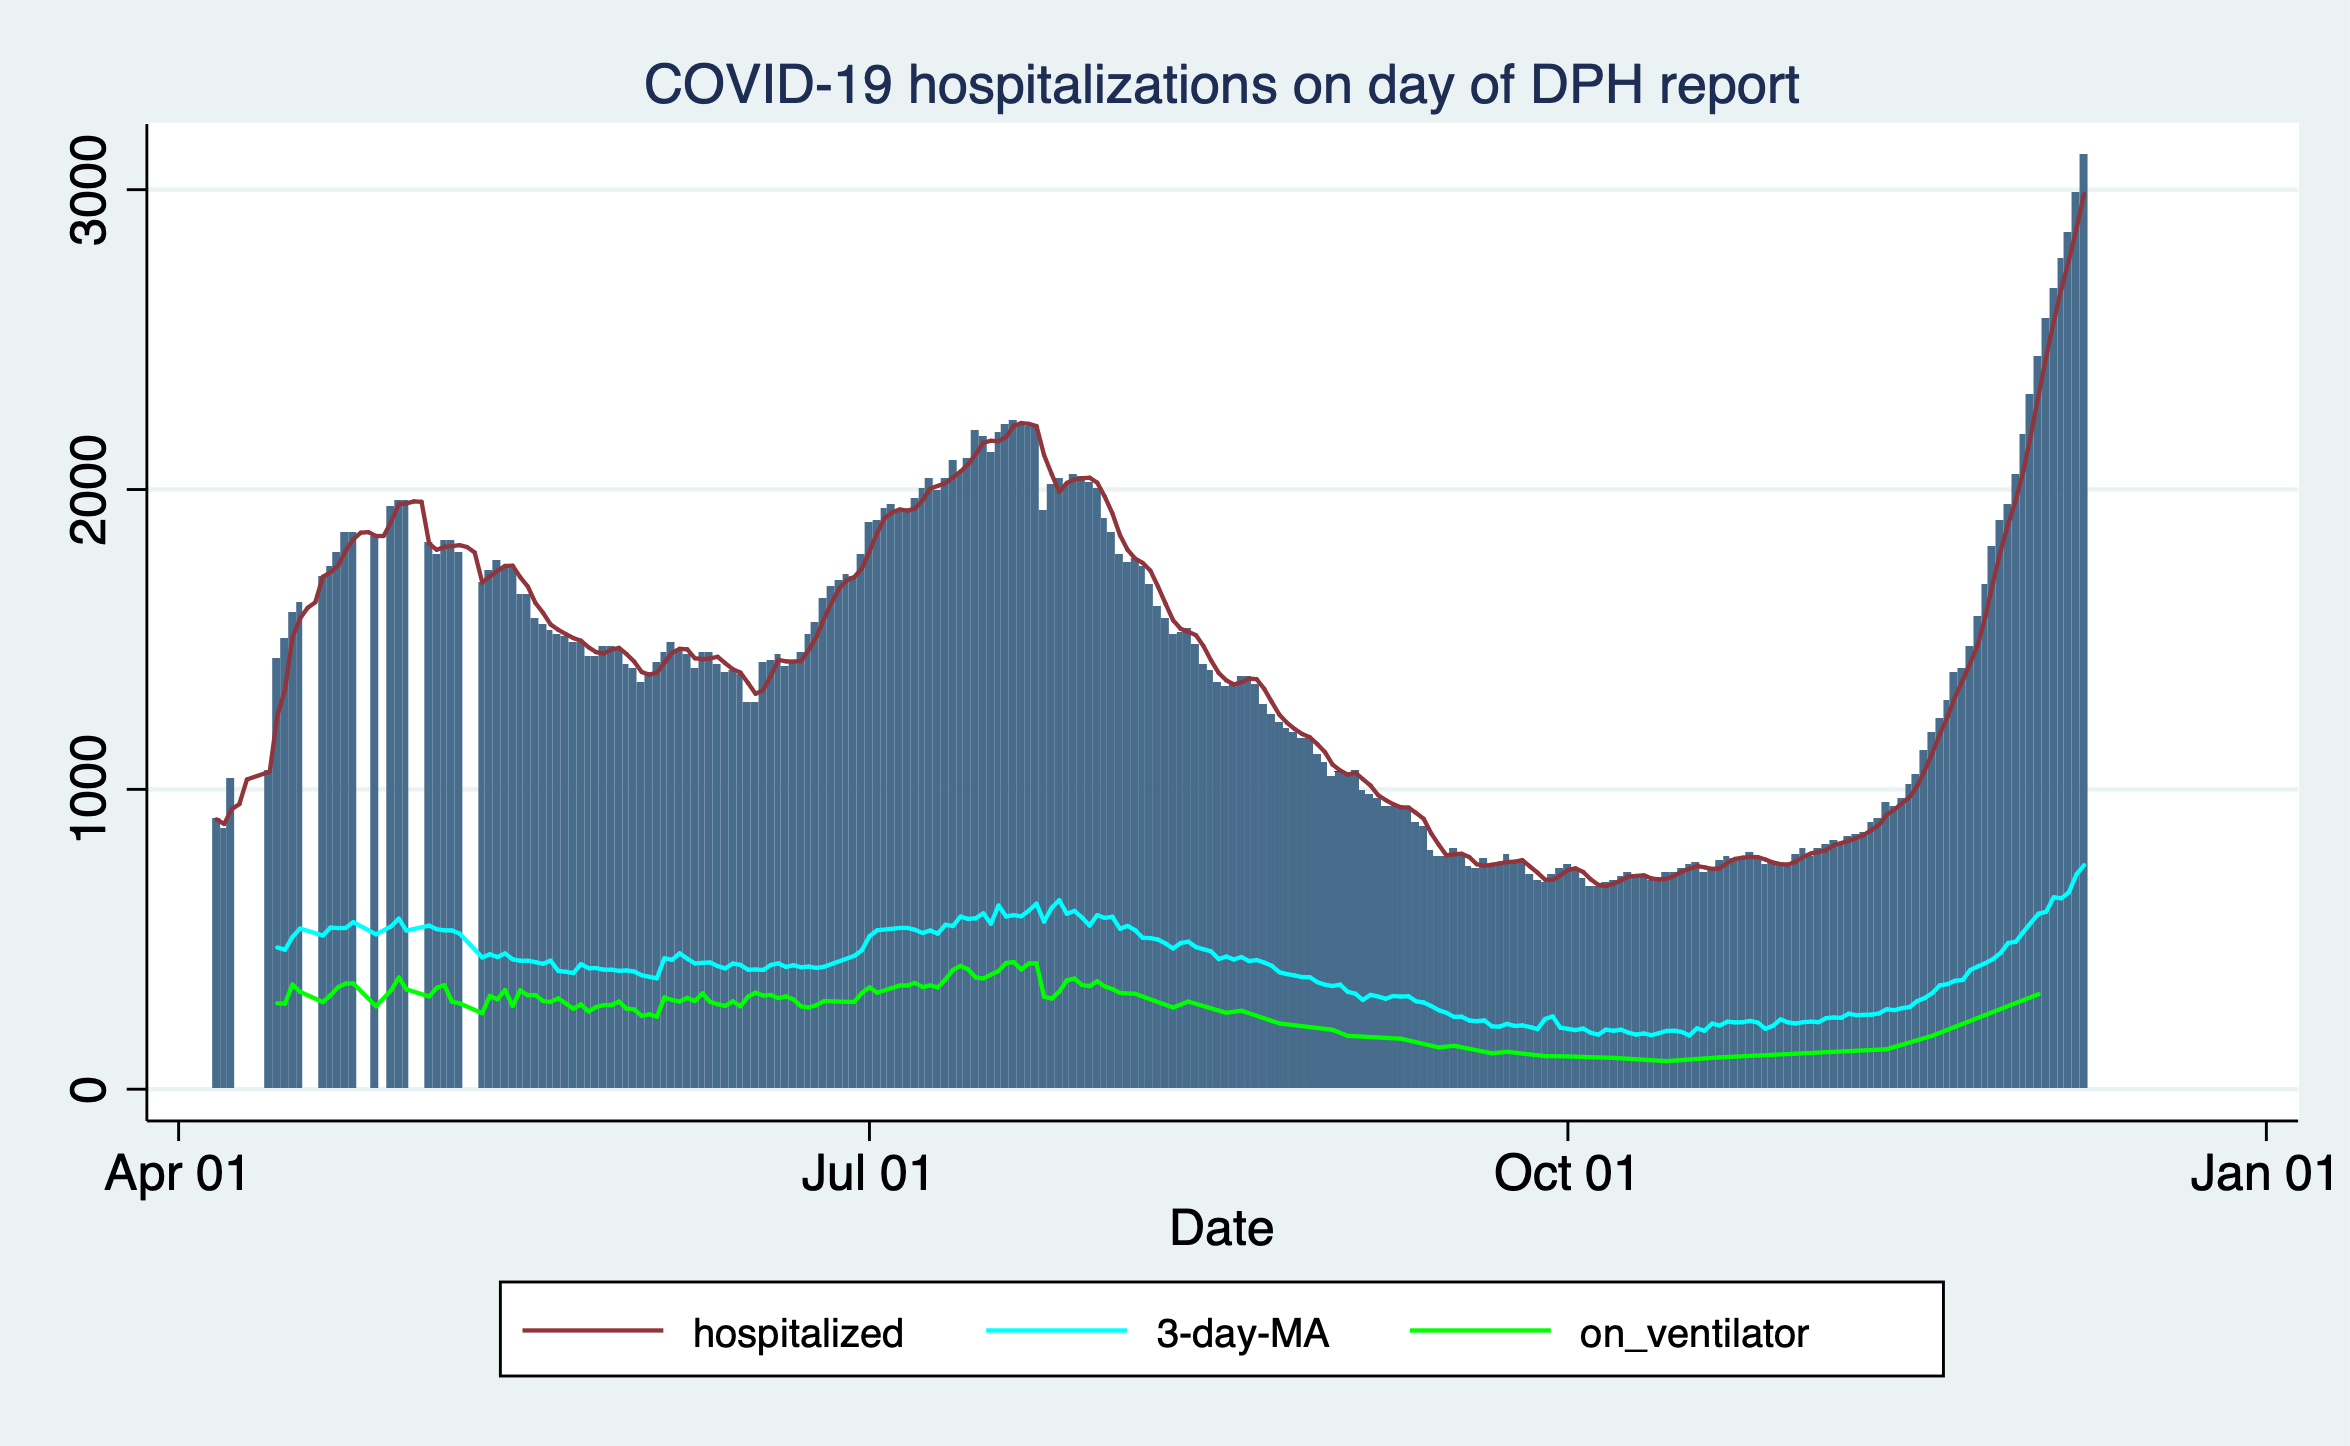 COVID-19 hospitalizations on day of DPH report
3000
2000
1000
0
Apr 01 Jul 01 Oct 01 Jan 01
Date
hospitalized 3-day-MA on_ventilator